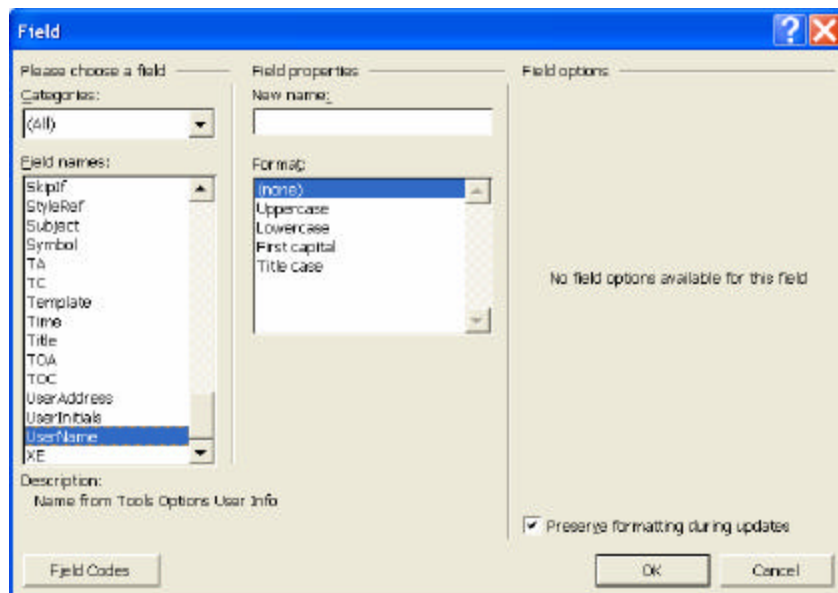 Field
Please choose a field
Categories:
(All)
Field names:
SkipIf
StyleRef
Subject
Symbol
TA
TC
Template
Time
Title
TOA
TOC
UserAddress
UserInitials
UserName
XE
Description:
Name from Tools Options User Info
Field Codes
Field properties
New name:
Format:
(none)
Uppercase
Lowercase
First capital
Title case
Field options
No field options available for this field
Preserve formatting during updates
OK
Cancel